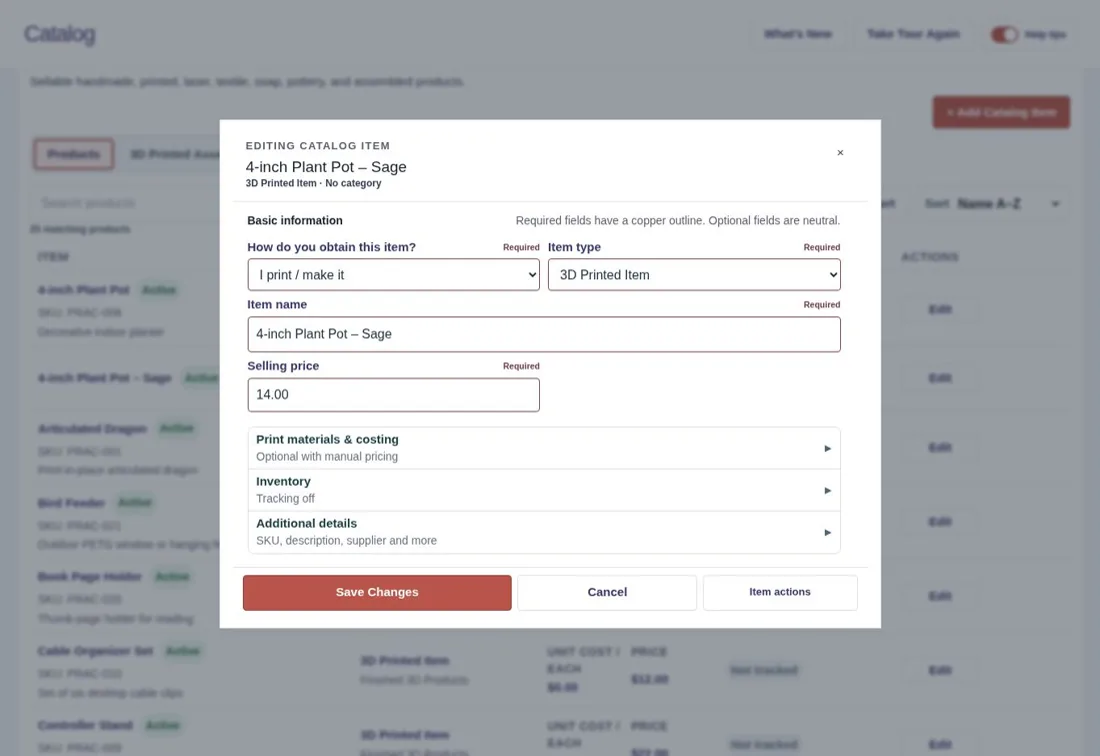 Catalog
What's New
Take Tour Again
Help tips
Sellable handmade, printed, laser, textile, soap, pottery, and assembled products.
+ Add Catalog Item
Products
3D Printed
Search products
Sort
Name A–Z
matching products
ITEM
ACTIONS
4-inch Plant Pot
Active
SKU: PRAC-
Decorative indoor planter
Edit
4-inch Plant Pot – Sage
Active
Edit
Articulated Dragon
Active
SKU: PRAC-001
Print-in-place articulated dragon
Edit
Bird Feeder
Active
SKU: PRAC-021
Outdoor PETG window or hanging
Edit
Book Page Holder
Active
SKU: PRAC-
Thumb page holder for reading
Edit
Cable Organizer Set
Active
SKU: PRAC-
Set of six desktop cable clips
3D Printed Item
Finished 3D Products
UNIT COST /
EACH
$0.00
PRICE
$12.00
Not tracked
Edit
Controller Stand
Active
SKU: PRAC-009
3D Printed Item
UNIT COST /
EACH
PRICE
$22.00
Not tracked
Edit
EDITING CATALOG ITEM
4-inch Plant Pot – Sage
3D Printed Item · No category
×
Basic information
Required fields have a copper outline. Optional fields are neutral.
How do you obtain this item? Required
I print / make it
Item type Required
3D Printed Item
Item name Required
4-inch Plant Pot – Sage
Selling price Required
14.00
Print materials & costing
Optional with manual pricing
Inventory
Tracking off
Additional details
SKU, description, supplier and more
Save Changes
Cancel
Item actions